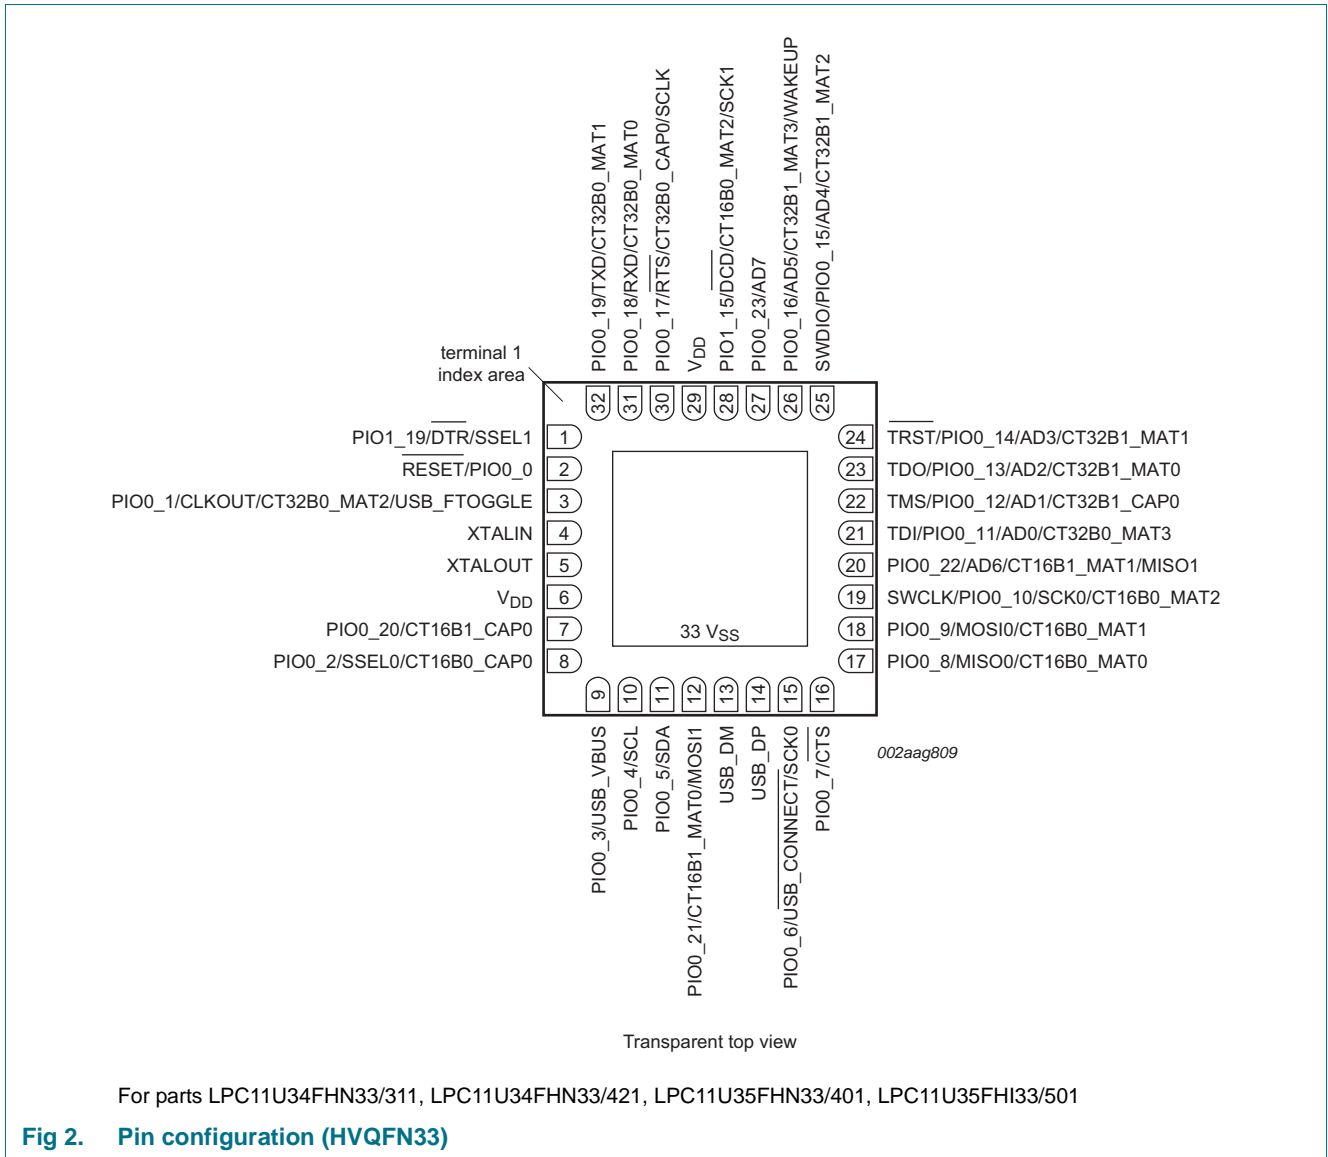 PIO0_19/TXD/CT32B0_MAT1
PIO0_18/RXD/CT32B0_MAT0
PIO0_17/RTS/CT32B0_CAP0/SCLK
VDD
PIO1_15/DCD/CT16B0_MAT2/SCK1
PIO0_23/AD7
PIO0_16/AD5/CT32B1_MAT3/WAKEUP
SWDIO/PIO0_15/AD4/CT32B1_MAT2
terminal 1
index area
32
31
30
29
28
27
26
25
PIO1_19/DTR/SSEL1 1
RESET/PIO0_0 2
PIO0_1/CLKOUT/CT32B0_MAT2/USB_FTOGGLE 3
XTALIN 4
XTALOUT 5
VDD 6
PIO0_20/CT16B1_CAP0 7
PIO0_2/SSEL0/CT16B0_CAP0 8
24 TRST/PIO0_14/AD3/CT32B1_MAT1
23 TDO/PIO0_13/AD2/CT32B1_MAT0
22 TMS/PIO0_12/AD1/CT32B1_CAP0
21 TDI/PIO0_11/AD0/CT32B0_MAT3
20 PIO0_22/AD6/CT16B1_MAT1/MISO1
19 SWCLK/PIO0_10/SCK0/CT16B0_MAT2
18 PIO0_9/MOSI0/CT16B0_MAT1
17 PIO0_8/MISO0/CT16B0_MAT0
33 VSS
9
10
11
12
13
14
15
16
PIO0_3/USB_VBUS
PIO0_4/SCL
PIO0_5/SDA
PIO0_21/CT16B1_MAT0/MOSI1
USB_DM
USB_DP
PIO0_6/USB_CONNECT/SCK0
PIO0_7/CTS
002aag809
Transparent top view
For parts LPC11U34FHN33/311, LPC11U34FHN33/421, LPC11U35FHN33/401, LPC11U35FHI33/501
Fig 2. Pin configuration (HVQFN33)